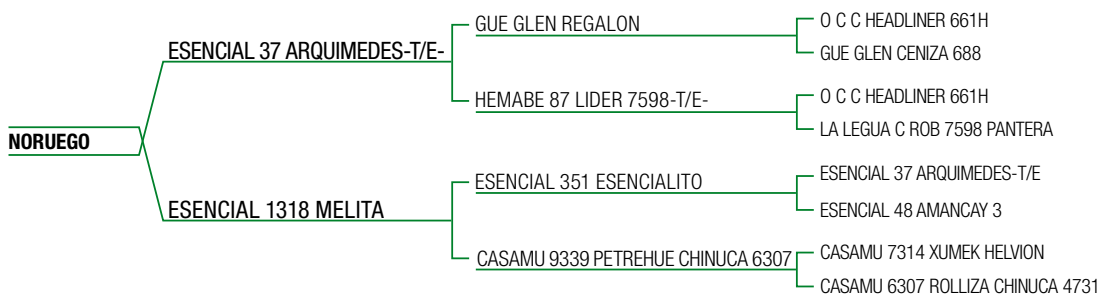 NORUEGO
ESENCIAL 37 ARQUIMEDES-T/E-
ESENCIAL 1318 MELITA
GUE GLEN REGALON
HEMABE 87 LIDER 7598-T/E-
ESENCIAL 351 ESENCIALITO
CASAMU 9339 PETREHUE CHINUCA 6307
O C C HEADLINER 661H
GUE GLEN CENIZA 688
O C C HEADLINER 661H
LA LEGUA C ROB 7598 PANTERA
ESENCIAL 37 ARQUIMEDES-T/E
ESENCIAL 48 AMANCAY 3
CASAMU 7314 XUMEK HELVION
CASAMU 6307 ROLLIZA CHINUCA 4731